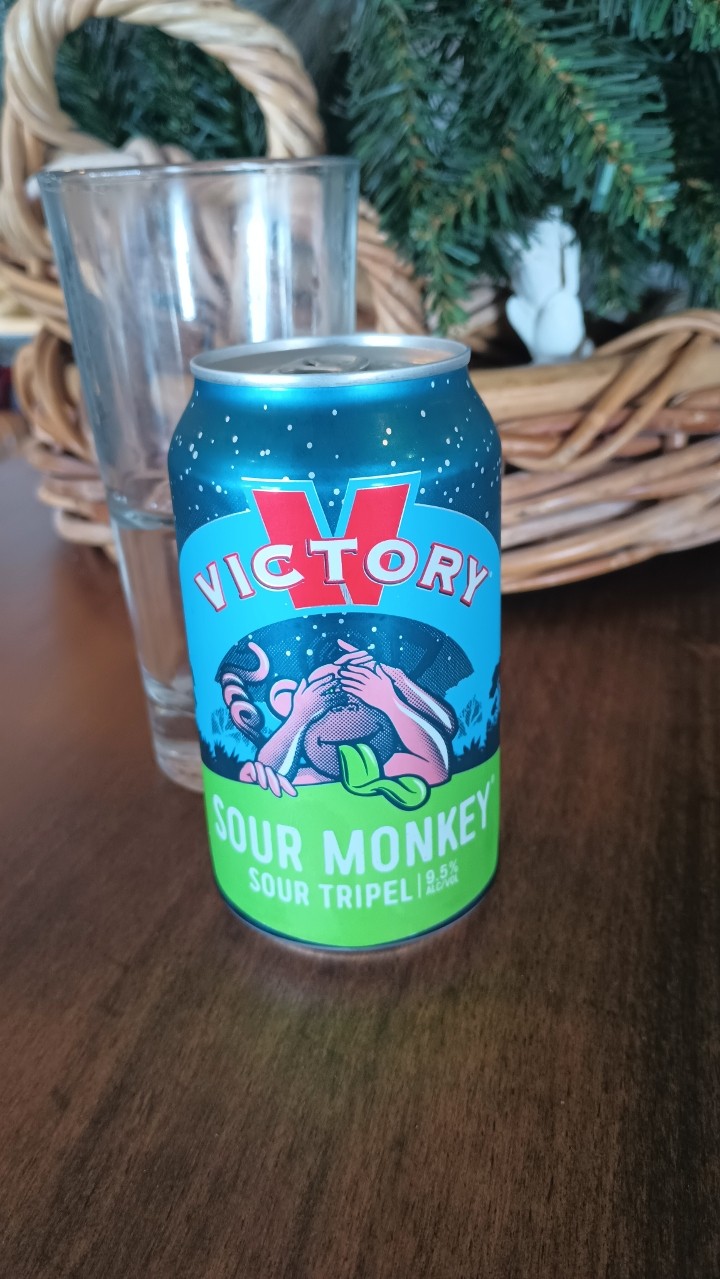 VICTORY
SOUR MONKEY
SOUR TRIPEL | 9.5%
ALC/VOL